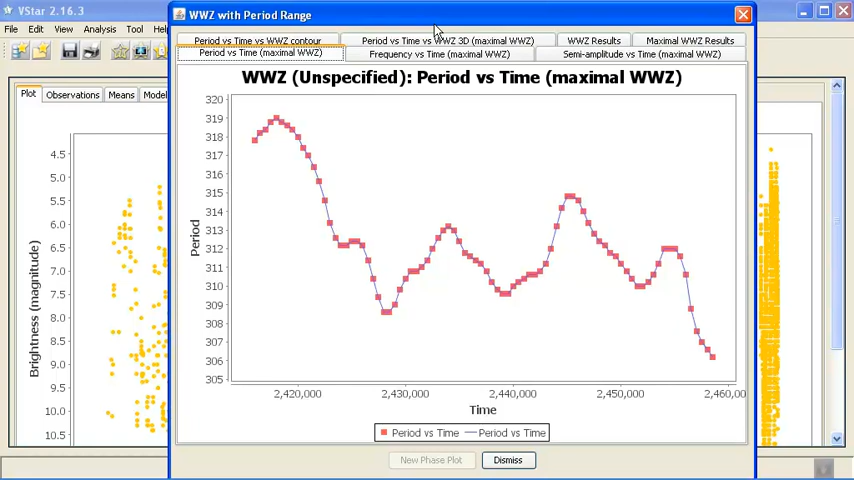 VStar 2.16.3
File Edit View Analysis Tool
Plot Observations Means Model
Brightness (magnitude)
4.5
5.0
5.5
6.0
6.5
7.0
7.5
8.0
8.5
9.0
9.5
10.0
10.5
WWZ with Period Range
Period vs Time vs WWZ contour Period vs Time vs WWZ 3D (maximal WWZ) WWZ Results Maximal WWZ Results
Period vs Time (maximal WWZ) Frequency vs Time (maximal WWZ) Semi-amplitude vs Time (maximal WWZ)
WWZ (Unspecified): Period vs Time (maximal WWZ)
Period
320
319
318
317
316
315
314
313
312
311
310
309
308
307
306
305
2,420,000 2,430,000 2,440,000 2,450,000 2,460,000
Time
Period vs Time Period vs Time
New Phase Plot Dismiss